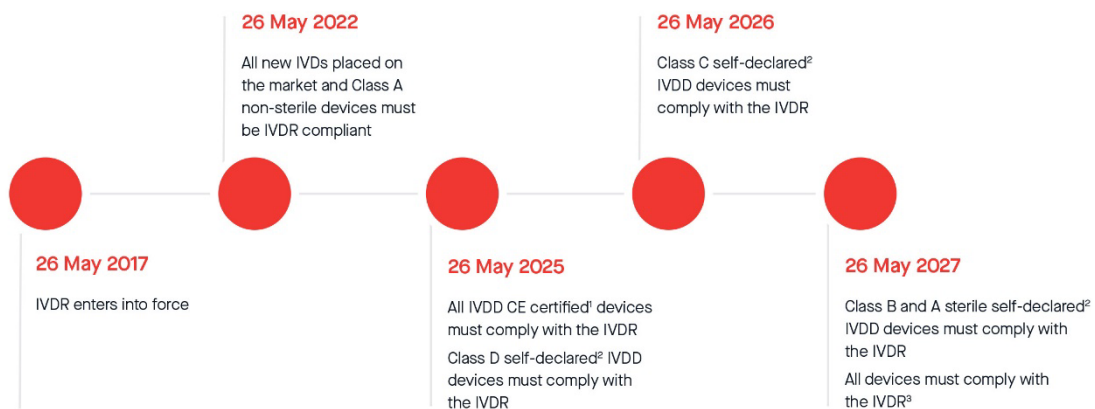 26 May 2022
All new IVDs placed on
the market and Class A
non-sterile devices must
be IVDR compliant
26 May 2026
Class C self-declared²
IVDD devices must
comply with the IVDR
26 May 2017
IVDR enters into force
26 May 2025
All IVDD CE certified¹ devices
must comply with the IVDR
Class D self-declared² IVDD
devices must comply with
the IVDR
26 May 2027
Class B and A sterile self-declared²
IVDD devices must comply with
the IVDR
All devices must comply with
the IVDR³